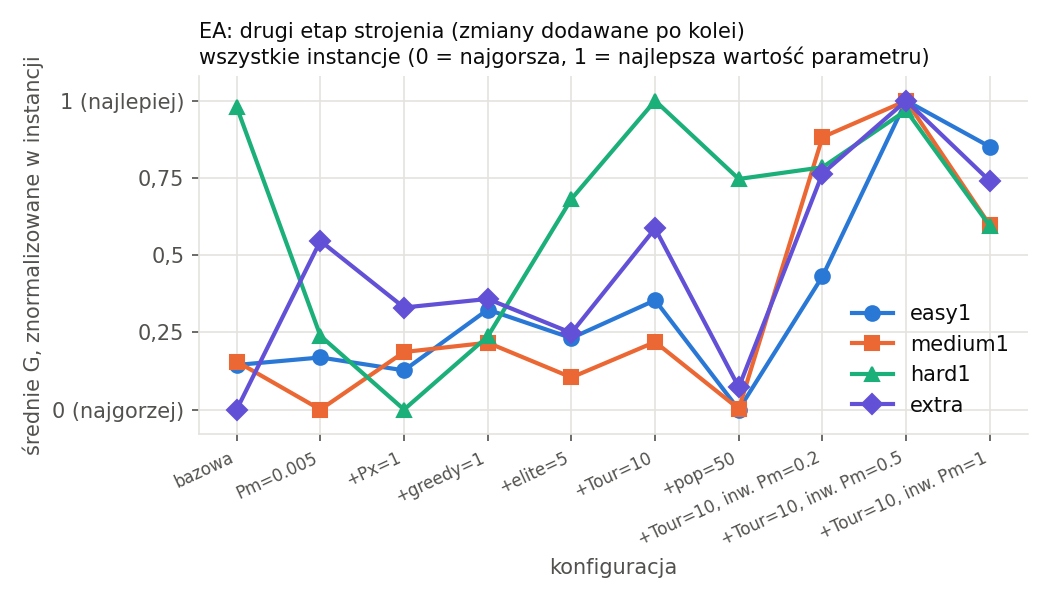 EA: drugi etap strojenia (zmiany dodawane po kolei)
wszystkie instancje (0 = najgorsza, 1 = najlepsza wartość parametru)
średnie G, znormalizowane w instancji
1 (najlepiej)
0,75
0,5
0,25
0 (najgorzej)
easy1
medium1
hard1
extra
bazowa
Pm=0.005
+Px=1
+greedy=1
+elite=5
+Tour=10
+pop=50
+Tour=10, inw. Pm=0.2
+Tour=10, inw. Pm=0.5
+Tour=10, inw. Pm=1
konfiguracja